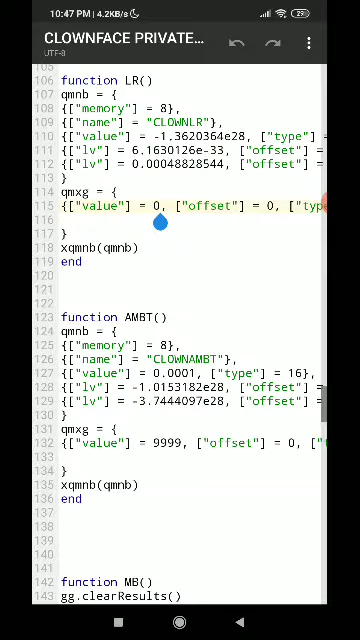 10:47 PM | 4.2KB/s
29
CLOWNFACE PRIVATE...
UTF-8
105
106 function LR()
107 qmnb = {
108 {["memory"] = 8},
109 {["name"] = "CLOWNLR"},
110 {["value"] = -1.3620364e28, ["type"] =
111 {["lv"] = 6.1630126e-33, ["offset"] =
112 {["lv"] = 0.00048828544, ["offset"] =
113 }
114 qmxg = {
115 {["value"] = 0, ["offset"] = 0, ["type
116
117 }
118 xqmnb(qmnb)
119 end
120
121
122
123 function AMBT()
124 qmnb = {
125 {["memory"] = 8},
126 {["name"] = "CLOWNAMBT"},
127 {["value"] = 0.0001, ["type"] = 16},
128 {["lv"] = -1.0153182e28, ["offset"] =
129 {["lv"] = -3.7444097e28, ["offset"] =
130 }
131 qmxg = {
132 {["value"] = 9999, ["offset"] = 0, ["t
133
134 }
135 xqmnb(qmnb)
136 end
137
138
139
140
141
142 function MB()
143 gg.clearResults()